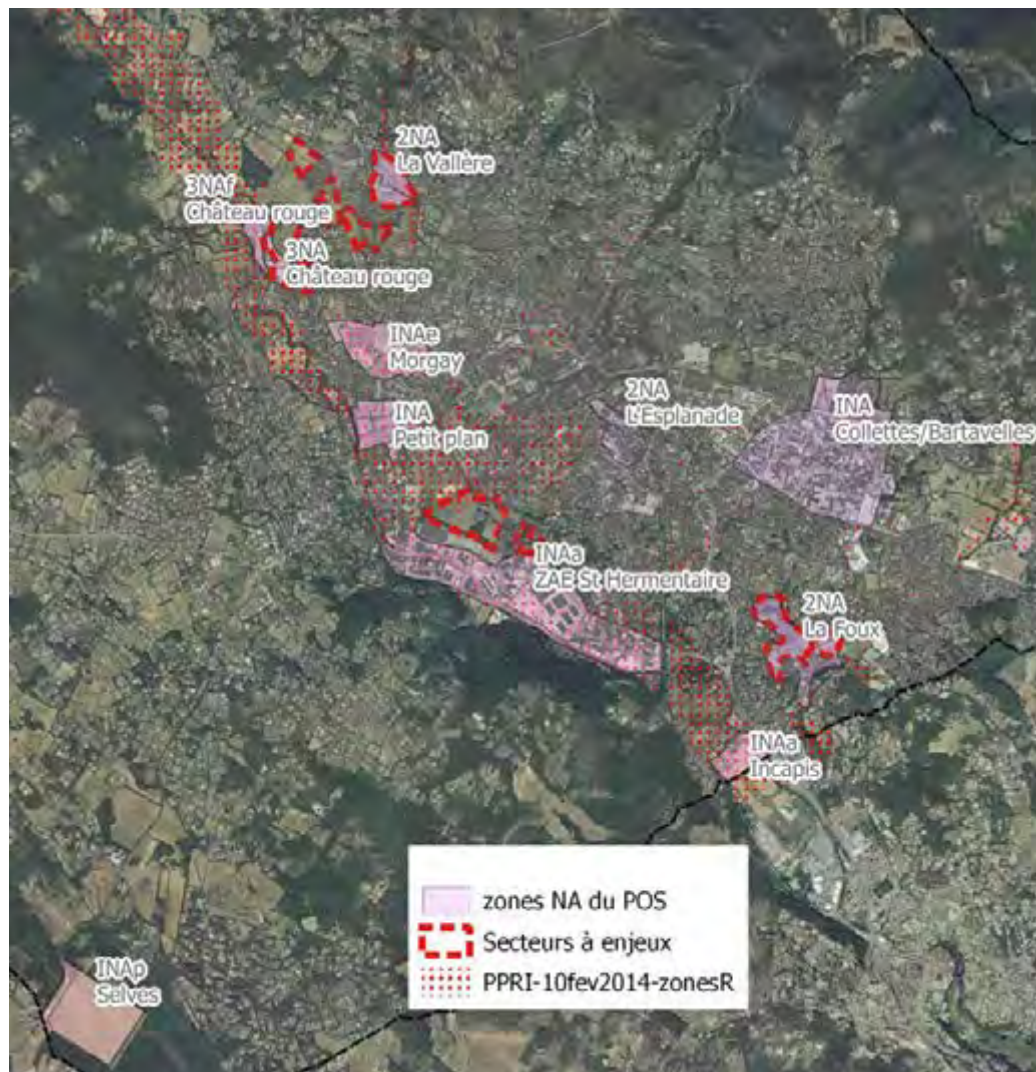 2NA
La Vallère
3NAf
Château rouge
3NA
Château rouge
INAe
Morgay
INA
Petit plan
2NA
L'Esplanade
INA
Collettes/Bartavelles
INAa
ZAE St Hermentaire
2NA
La Foux
INAa
Incapis
INAp
Selves
zones NA du POS
Secteurs à enjeux
PPRI-10fev2014-zonesR